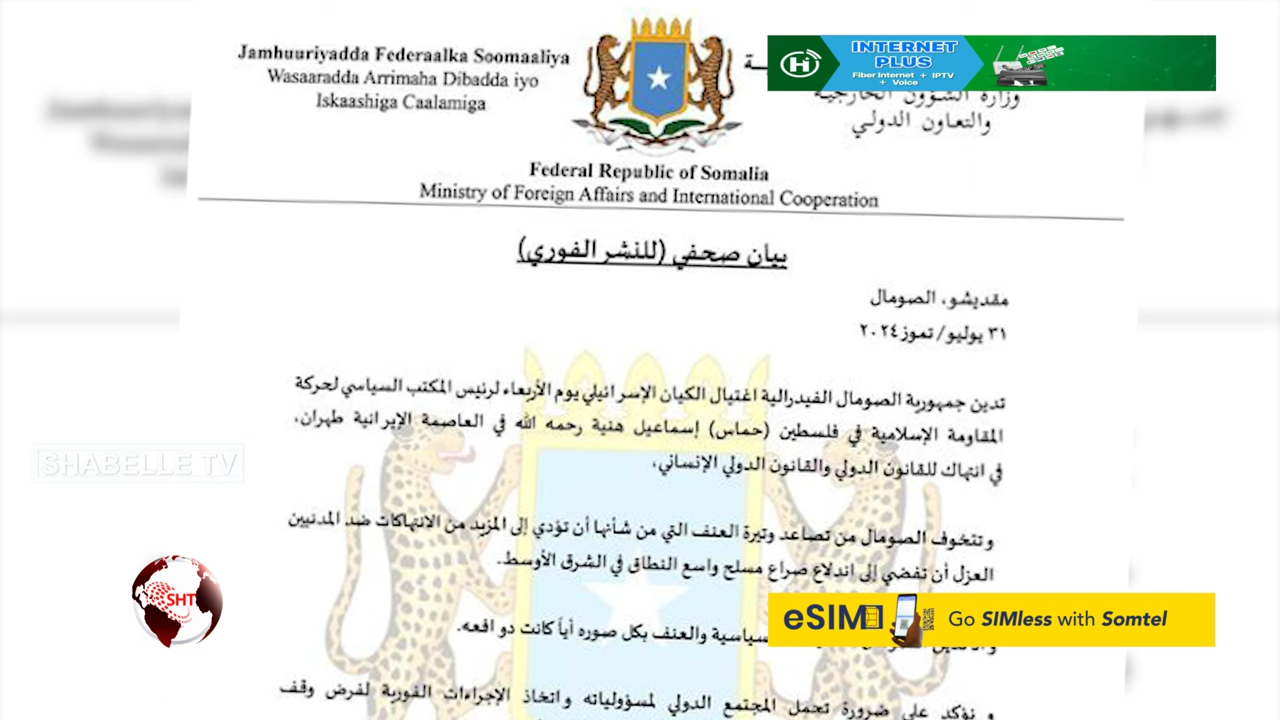 Jamhuuriyadda Federaalka Soomaaliya
Wasaaradda Arrimaha Dibadda iyo
Iskaashiga Caalamiga
وزارة الشؤون الخارجية
والتعاون الدولي
INTERNET
PLUS
Fiber Internet + IPTV
+ Voice
Hi
Federal Republic of Somalia
Ministry of Foreign Affairs and International Cooperation
بيان صحفي (للنشر الفوري)
مقديشو، الصومال
٣١ يوليو/ تموز ٢٠٢٤
تدين جمهورية الصومال الفيدرالية اغتيال الكيان الإسرائيلي يوم الأربعاء لرئيس المكتب السياسي لحركة
المقاومة الإسلامية في فلسطين (حماس) إسماعيل هنية رحمه الله في العاصمة الإيرانية طهران،
في انتهاك للقانون الدولي والقانون الدولي الإنساني،
وتتخوف الصومال من تصاعد وتيرة العنف التي من شأنها أن تؤدي إلى المزيد من الانتهاكات ضد المدنيين
العزل أن تفضي إلى اندلاع صراع مسلح واسع النطاق في الشرق الأوسط.
والعنف بكل صوره أياً كانت دوافعه.
ونؤكد على ضرورة تحمل المجتمع الدولي لمسؤولياته واتخاذ الإجراءات الفورية لفرض وقف
SHABELLE TV
SHT
eSIM
Go SIMless with Somtel